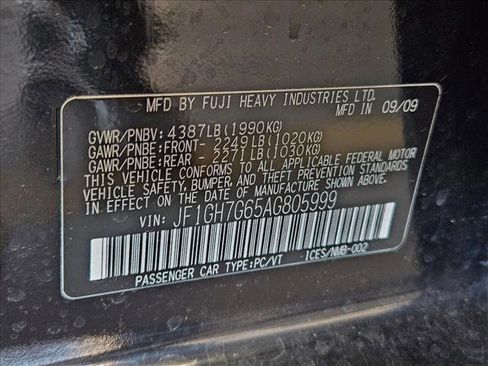 MFD BY FUJI HEAVY INDUSTRIES LTD.
MFD IN 09/09
GVWR/PNBV: 4387LB(1990KG)
GAWR/PNBE:FRONT- 2249LB(1020KG)
GAWR/PNBE:REAR - 2271LB(1030KG)
THIS VEHICLE CONFORMS TO ALL APPLICABLE FEDERAL MOTOR
VEHICLE SAFETY, BUMPER, AND THEFT PREVENTION STANDARDS
IN EFFECT ON THE DATE OF MANUFACTURE SHOWN ABOVE.
VIN: JF1GH7G65AG805999
PASSENGER CAR TYPE:PC/VT ICES/NMB-002